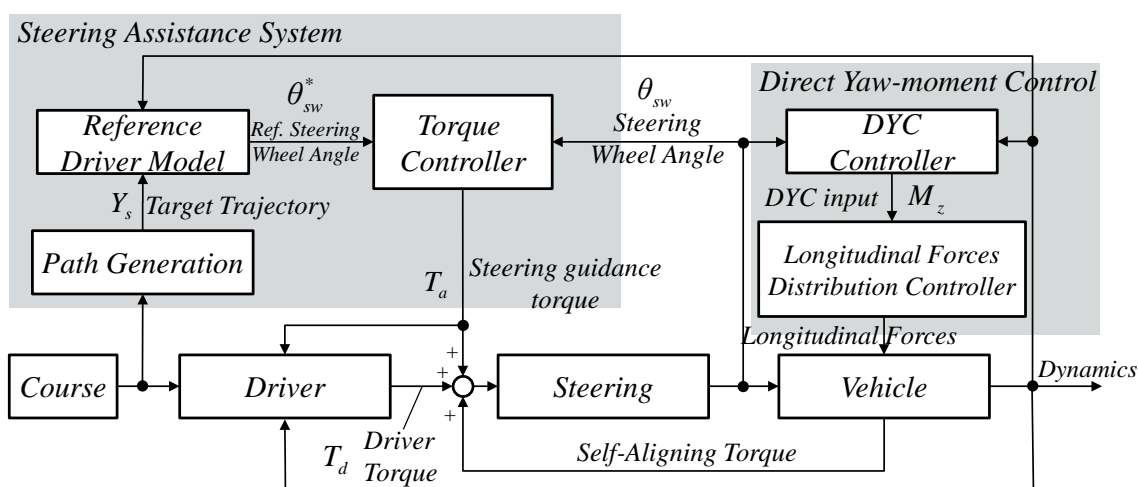 Steering Assistance System
Direct Yaw-moment Control
Reference
Driver Model
θ*sw
Ref. Steering
Wheel Angle
Torque
Controller
θsw
Steering
Wheel Angle
DYC
Controller
DYC input Mz
Ys Target Trajectory
Path Generation
Longitudinal Forces
Distribution Controller
Ta
Steering guidance
torque
Longitudinal Forces
Course
Driver
+
+
+
Steering
Vehicle
Dynamics
Td
Driver
Torque
Self-Aligning Torque